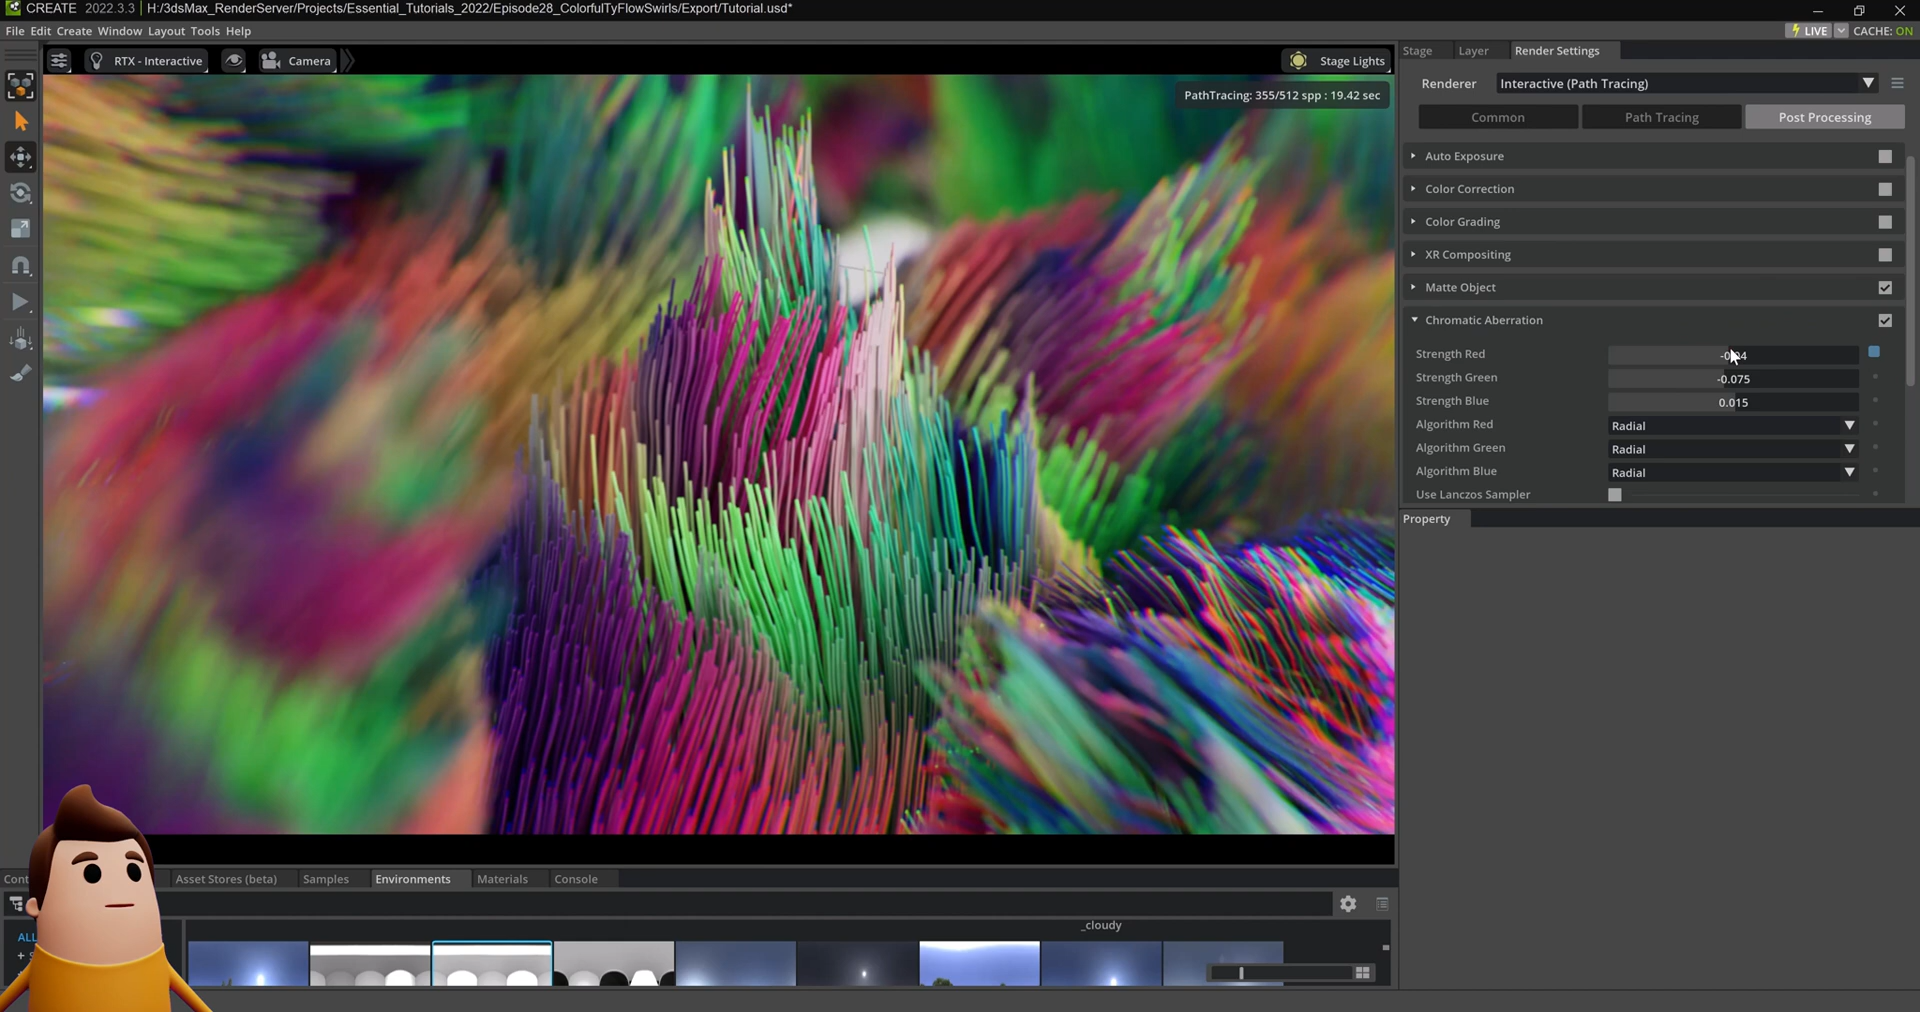 CREATE 2022.3.3 | H:/3dsMax_RenderServer/Projects/Essential_Tutorials_2022/Episode28_ColorfulTyFlowSwirls/Export/Tutorial.usd*
File Edit Create Window Layout Tools Help
LIVE CACHE: ON
RTX - Interactive
Camera
Stage Lights
PathTracing: 355/512 spp : 19.42 sec
Stage Layer Render Settings
Renderer Interactive (Path Tracing)
Common Path Tracing Post Processing
Auto Exposure
Color Correction
Color Grading
XR Compositing
Matte Object
Chromatic Aberration
Strength Red
Strength Green -0.075
Strength Blue 0.015
Algorithm Red Radial
Algorithm Green Radial
Algorithm Blue Radial
Use Lanczos Sampler
Property
Asset Stores (beta) Samples Environments Materials Console
_cloudy
ALL